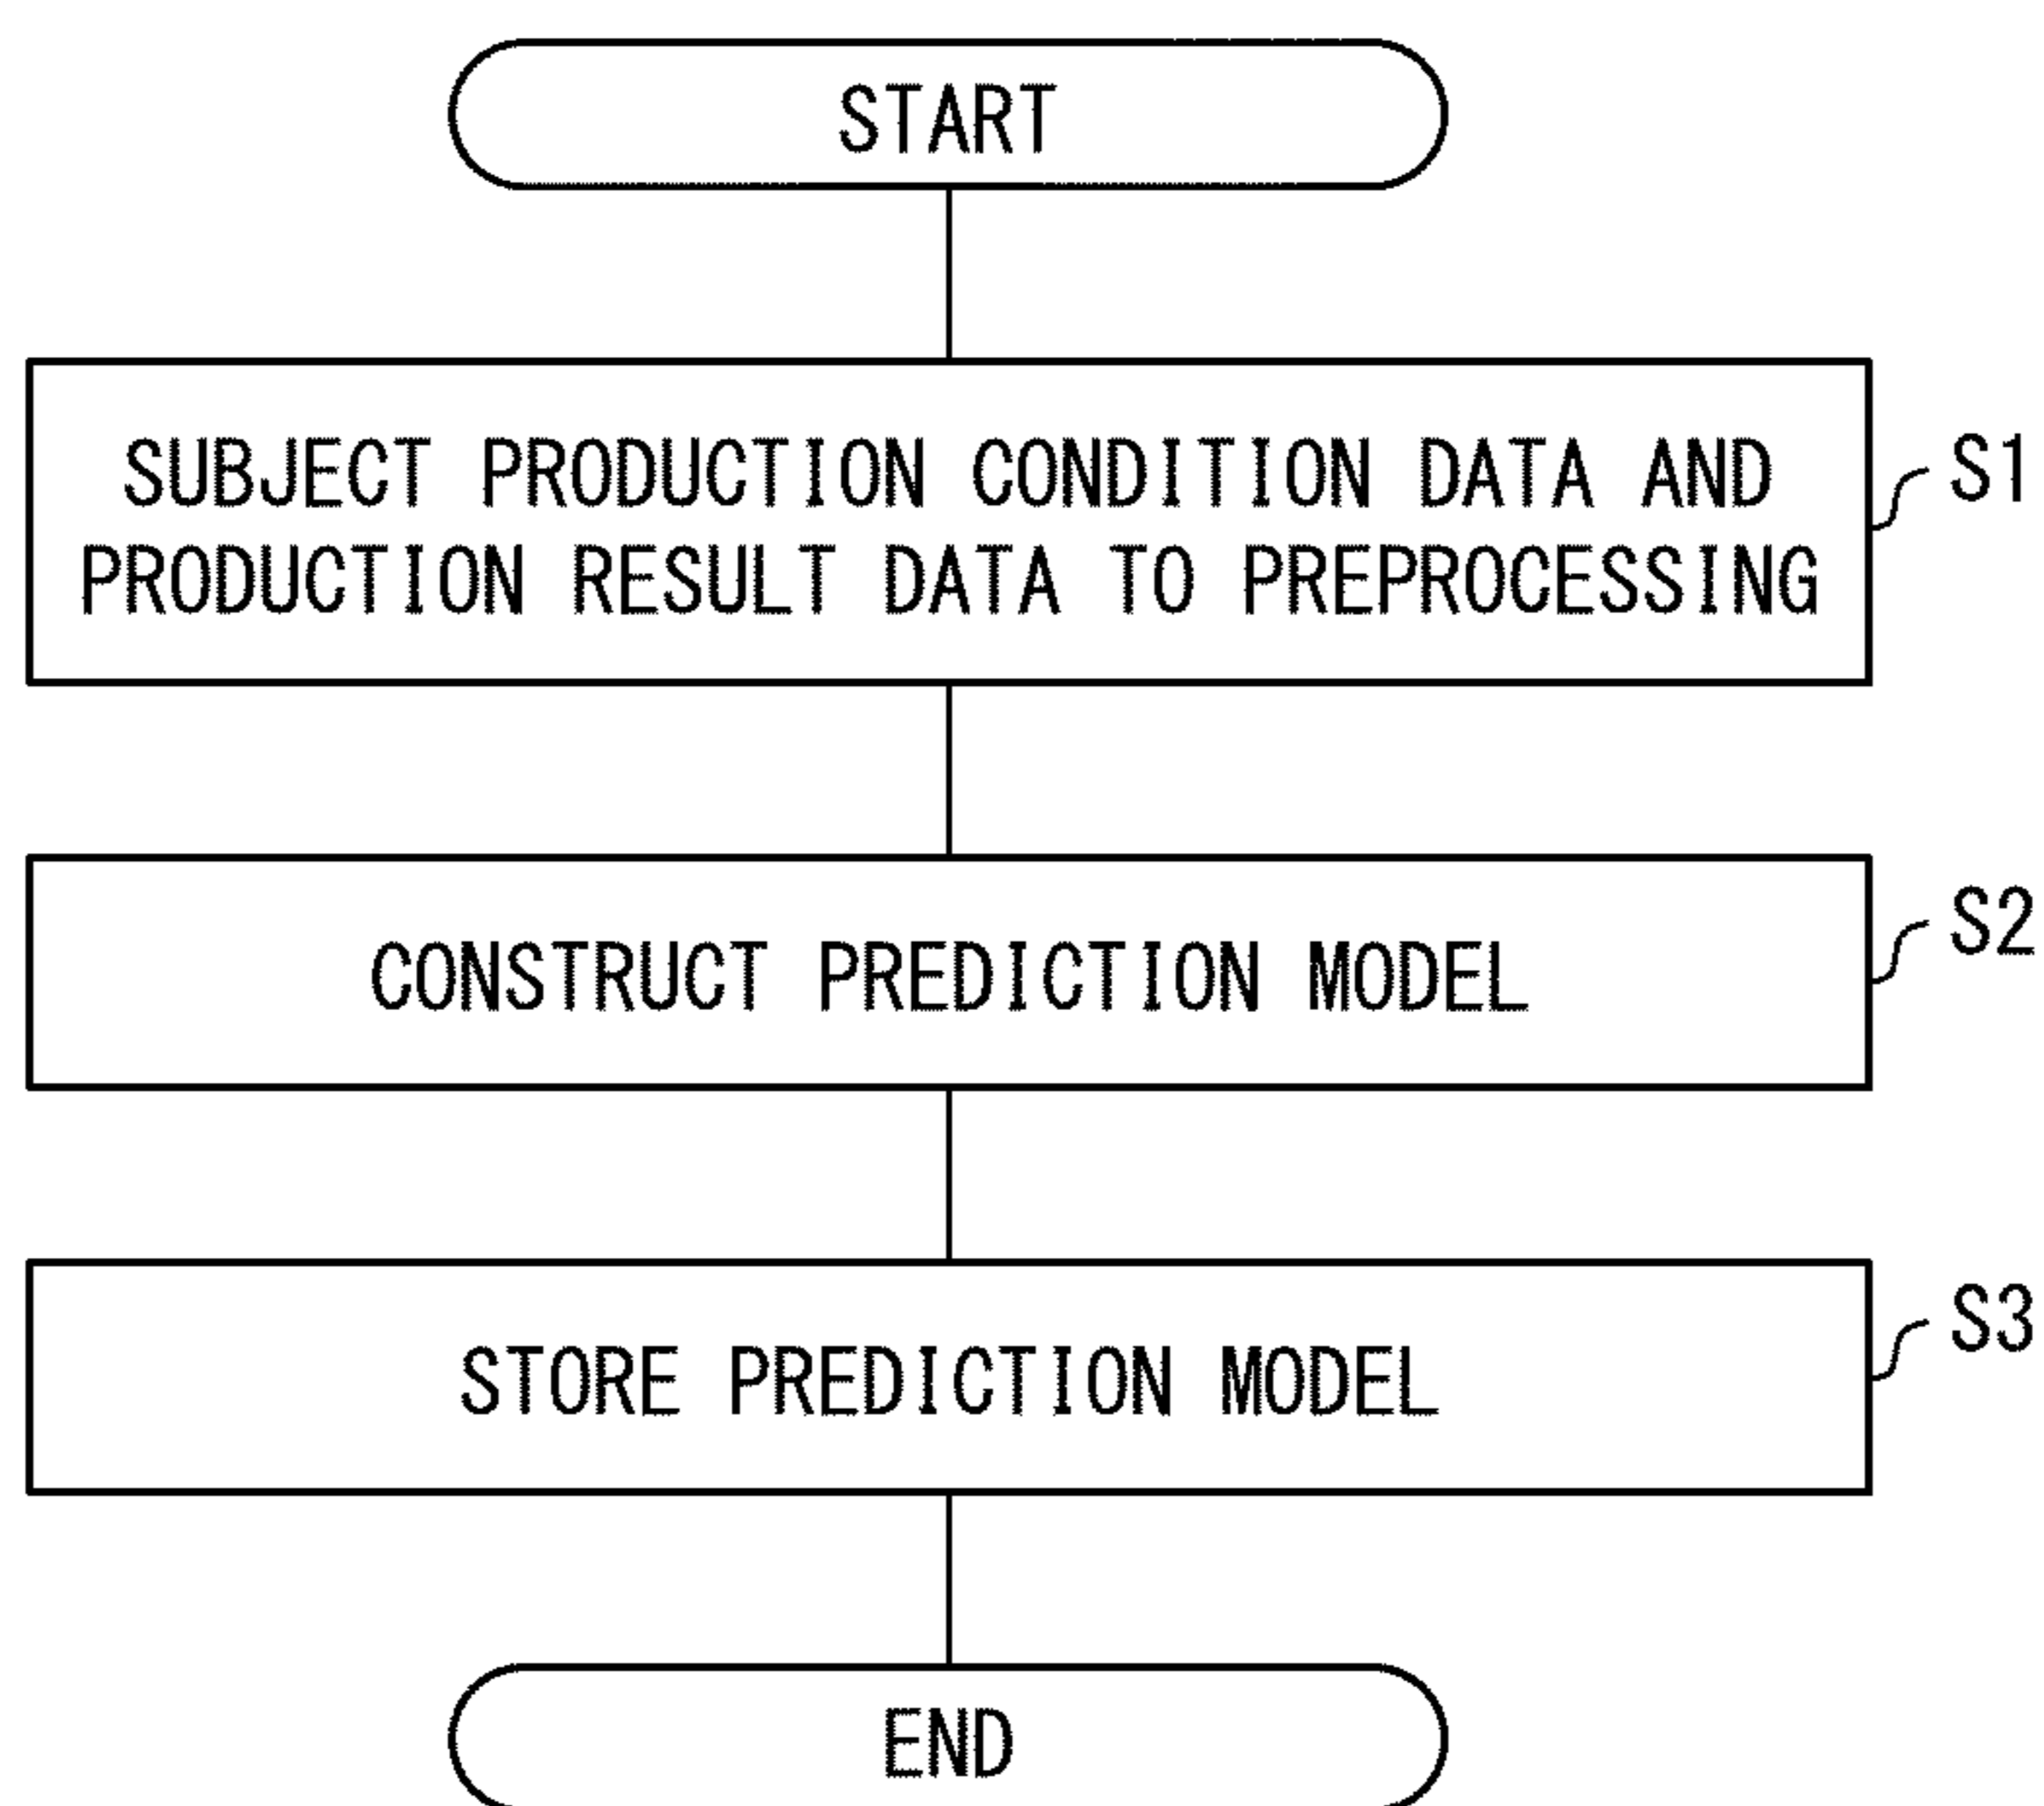 START
SUBJECT PRODUCTION CONDITION DATA AND
PRODUCTION RESULT DATA TO PREPROCESSING
S1
CONSTRUCT PREDICTION MODEL
S2
STORE PREDICTION MODEL
S3
END